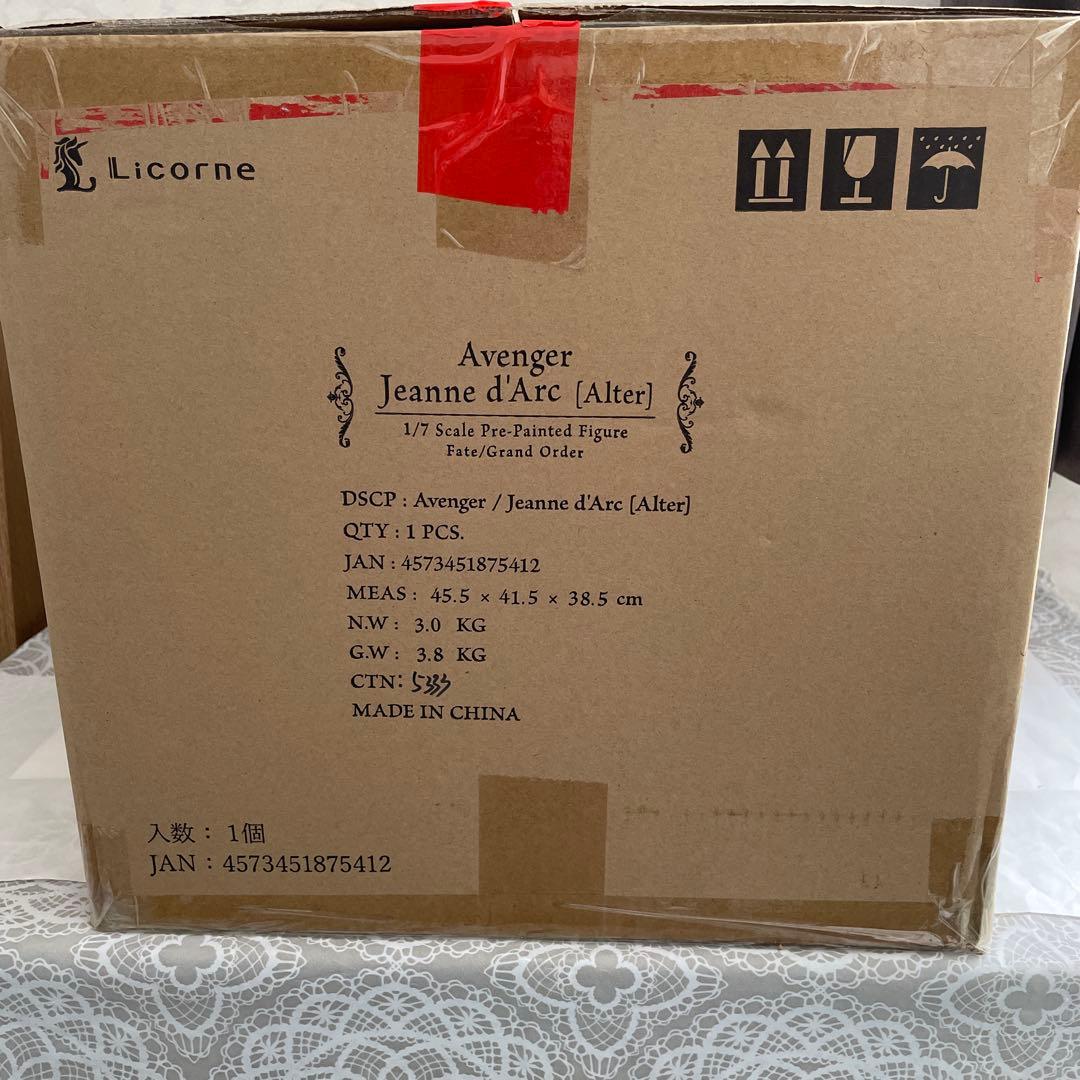 Licorne
Avenger
Jeanne d'Arc [Alter]
1/7 Scale Pre-Painted Figure
Fate/Grand Order
DSCP : Avenger / Jeanne d'Arc [Alter]
QTY : 1 PCS.
JAN : 4573451875412
MEAS : 45.5 × 41.5 × 38.5 cm
N.W : 3.0 KG
G.W : 3.8 KG
CTN: 5333
MADE IN CHINA
入数： 1個
JAN：4573451875412